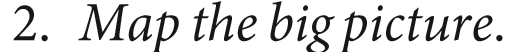 2. Map the big picture.